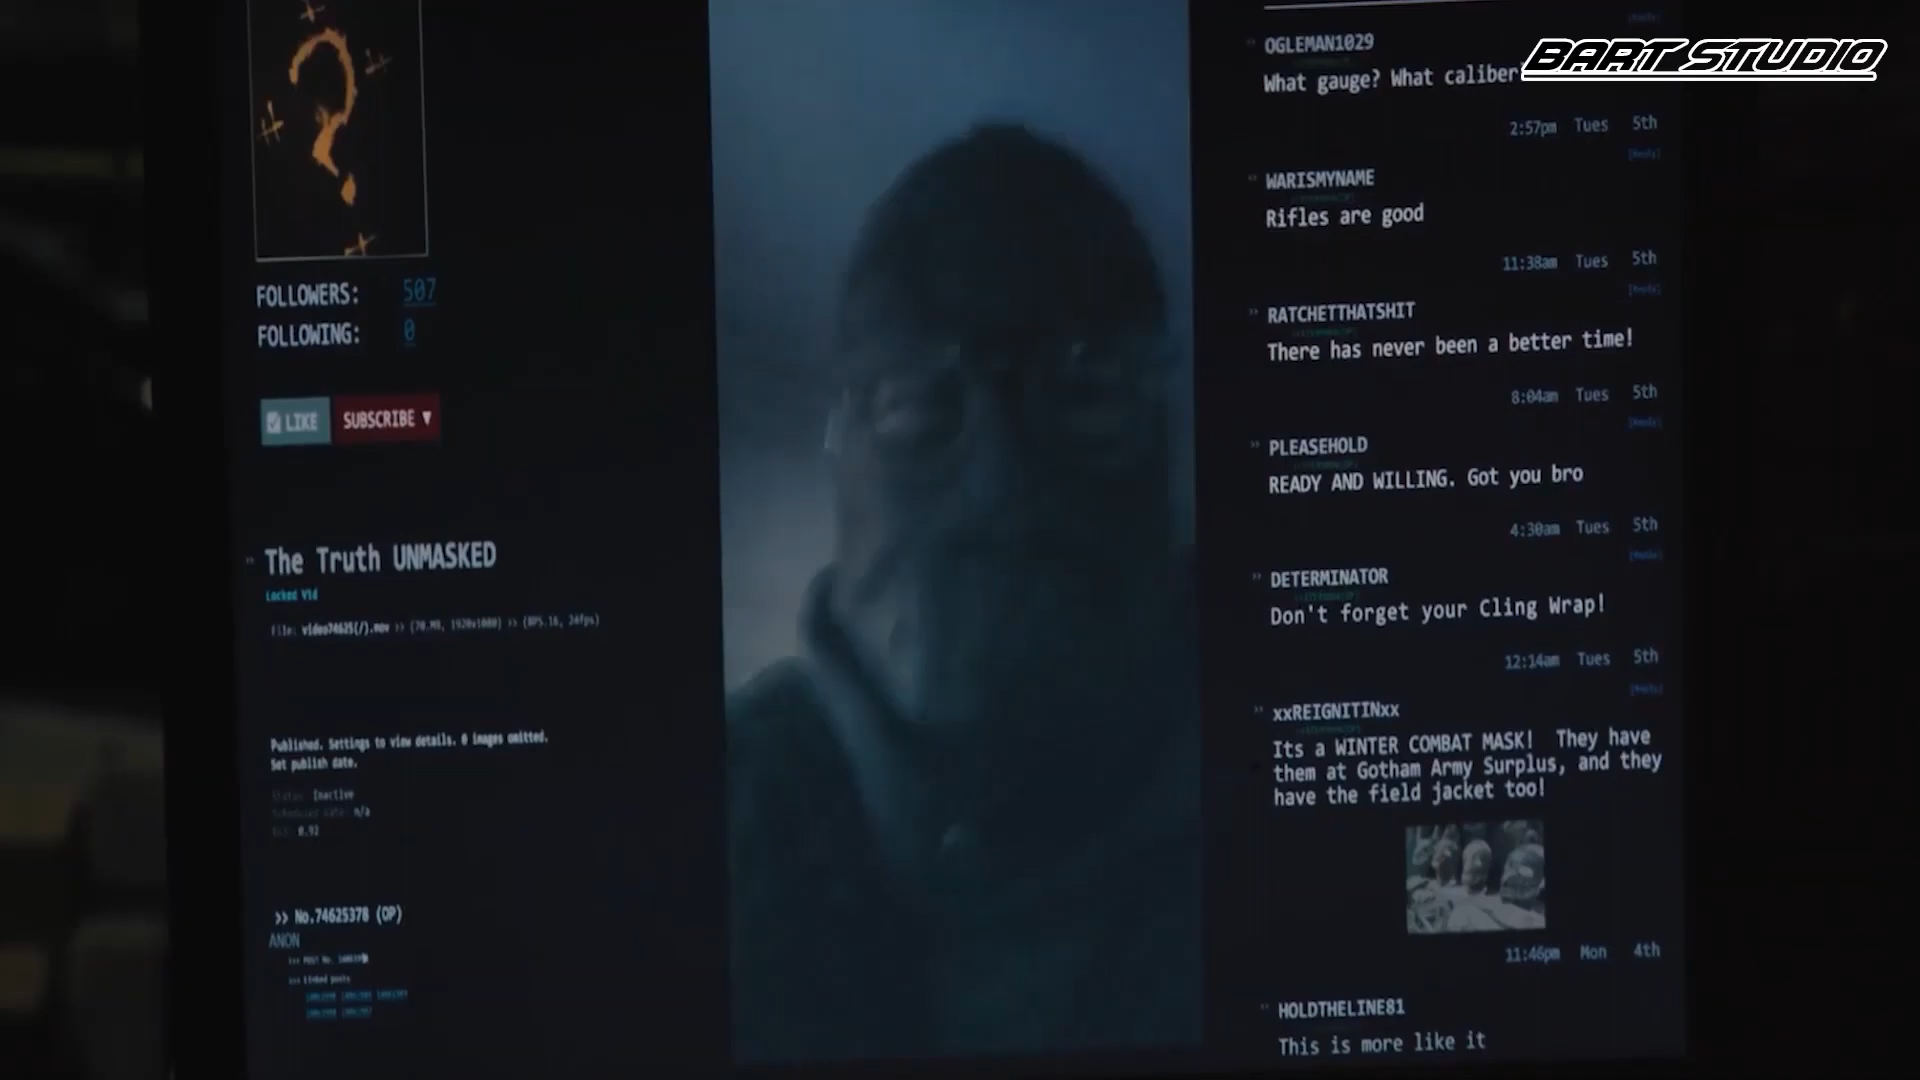 BART STUDIO
FOLLOWERS: 507
FOLLOWING: 0
LIKE
SUBSCRIBE ▼
The Truth UNMASKED
Locked Vid
Published. Settings to view details. 0 images omitted.
Set publish date.
Inactive
n/a
0.92
>> No.74625378 (OP)
ANON
OGLEMAN1029
What gauge? What caliber
2:57pm Tues 5th
WARISMYNAME
Rifles are good
11:38am Tues 5th
RATCHETTHATSHIT
There has never been a better time!
8:04am Tues 5th
PLEASEHOLD
READY AND WILLING. Got you bro
4:30am Tues 5th
DETERMINATOR
Don't forget your Cling Wrap!
12:14am Tues 5th
xxREIGNITINxx
Its a WINTER COMBAT MASK! They have
them at Gotham Army Surplus, and they
have the field jacket too!
11:46pm Mon 4th
HOLDTHELINE81
This is more like it